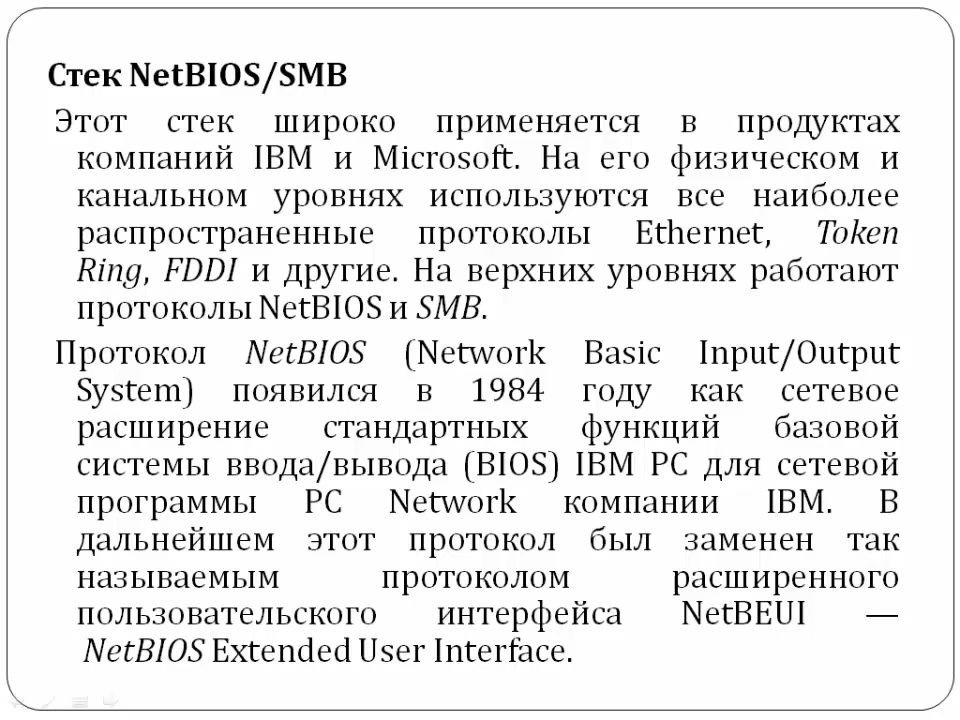 Стек NetBIOS/SMB
Этот стек широко применяется в продуктах
компаний IBM и Microsoft. На его физическом и
канальном уровнях используются все наиболее
распространенные протоколы Ethernet, Token
Ring, FDDI и другие. На верхних уровнях работают
протоколы NetBIOS и SMB.
Протокол NetBIOS (Network Basic Input/Output
System) появился в 1984 году как сетевое
расширение стандартных функций базовой
системы ввода/вывода (BIOS) IBM PC для сетевой
программы PC Network компании IBM. В
дальнейшем этот протокол был заменен так
называемым протоколом расширенного
пользовательского интерфейса NetBEUI —
NetBIOS Extended User Interface.